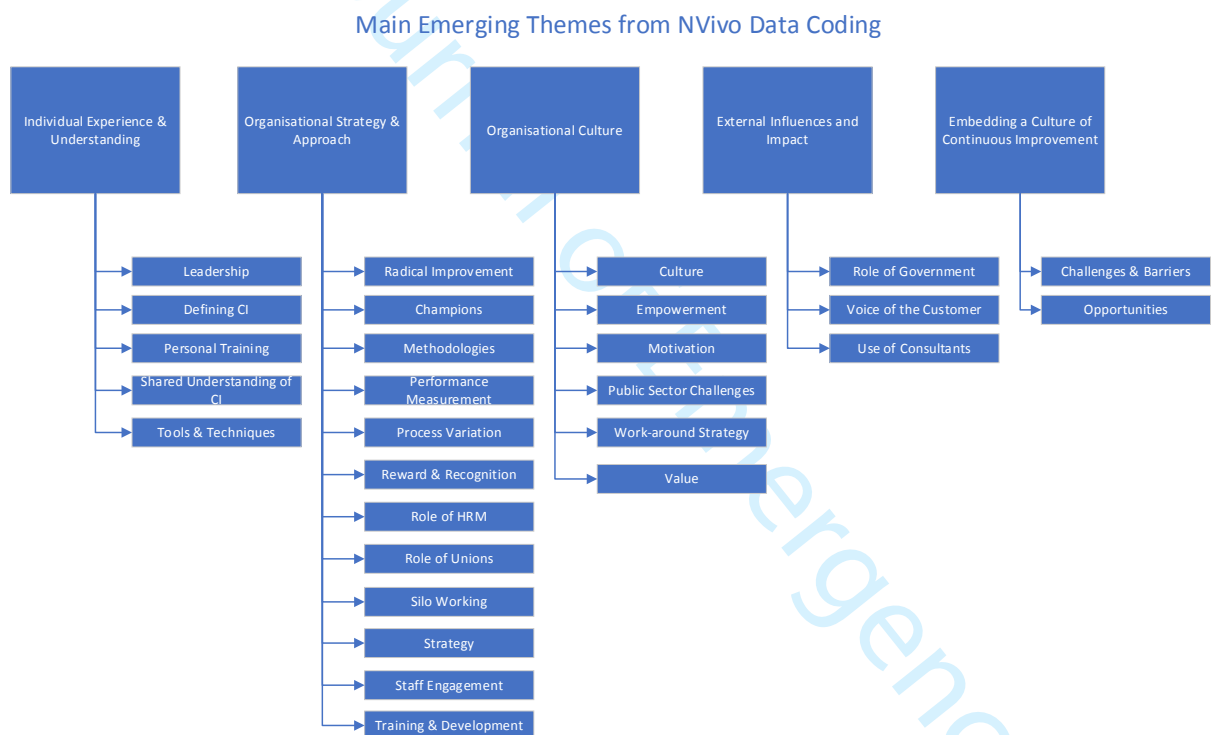 Main Emerging Themes from NVivo Data Coding
Individual Experience &
Understanding
Organisational Strategy &
Approach
Organisational Culture
External Influences and
Impact
Embedding a Culture of
Continuous Improvement
Leadership
Defining CI
Personal Training
Shared Understanding of
CI
Tools & Techniques
Radical Improvement
Champions
Methodologies
Performance
Measurement
Process Variation
Reward & Recognition
Role of HRM
Role of Unions
Silo Working
Strategy
Staff Engagement
Training & Development
Culture
Empowerment
Motivation
Public Sector Challenges
Work-around Strategy
Value
Role of Government
Voice of the Customer
Use of Consultants
Challenges & Barriers
Opportunities